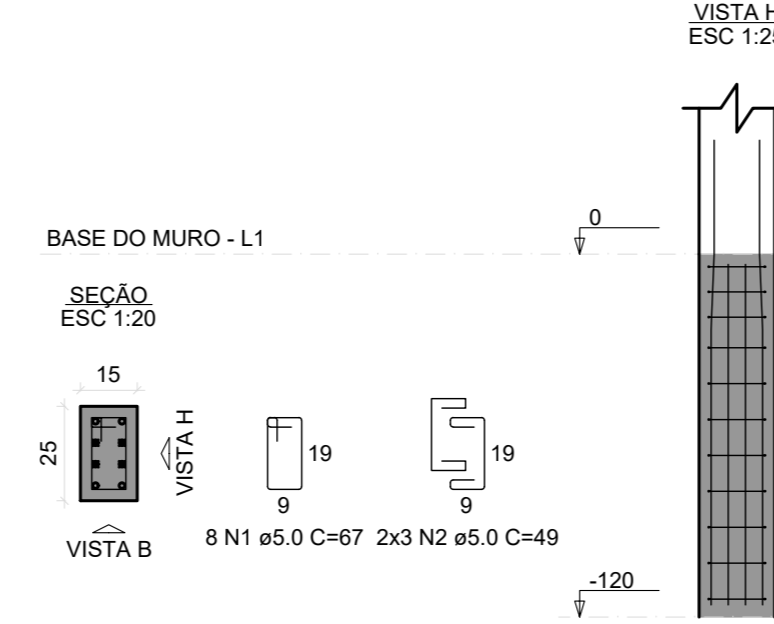 VISTA H
ESC 1:25
0
BASE DO MURO - L1
SEÇÃO
ESC 1:20
15
25
VISTA H
VISTA B
19
9
8 N1 ø5.0 C=67
19
9
2x3 N2 ø5.0 C=49
-120